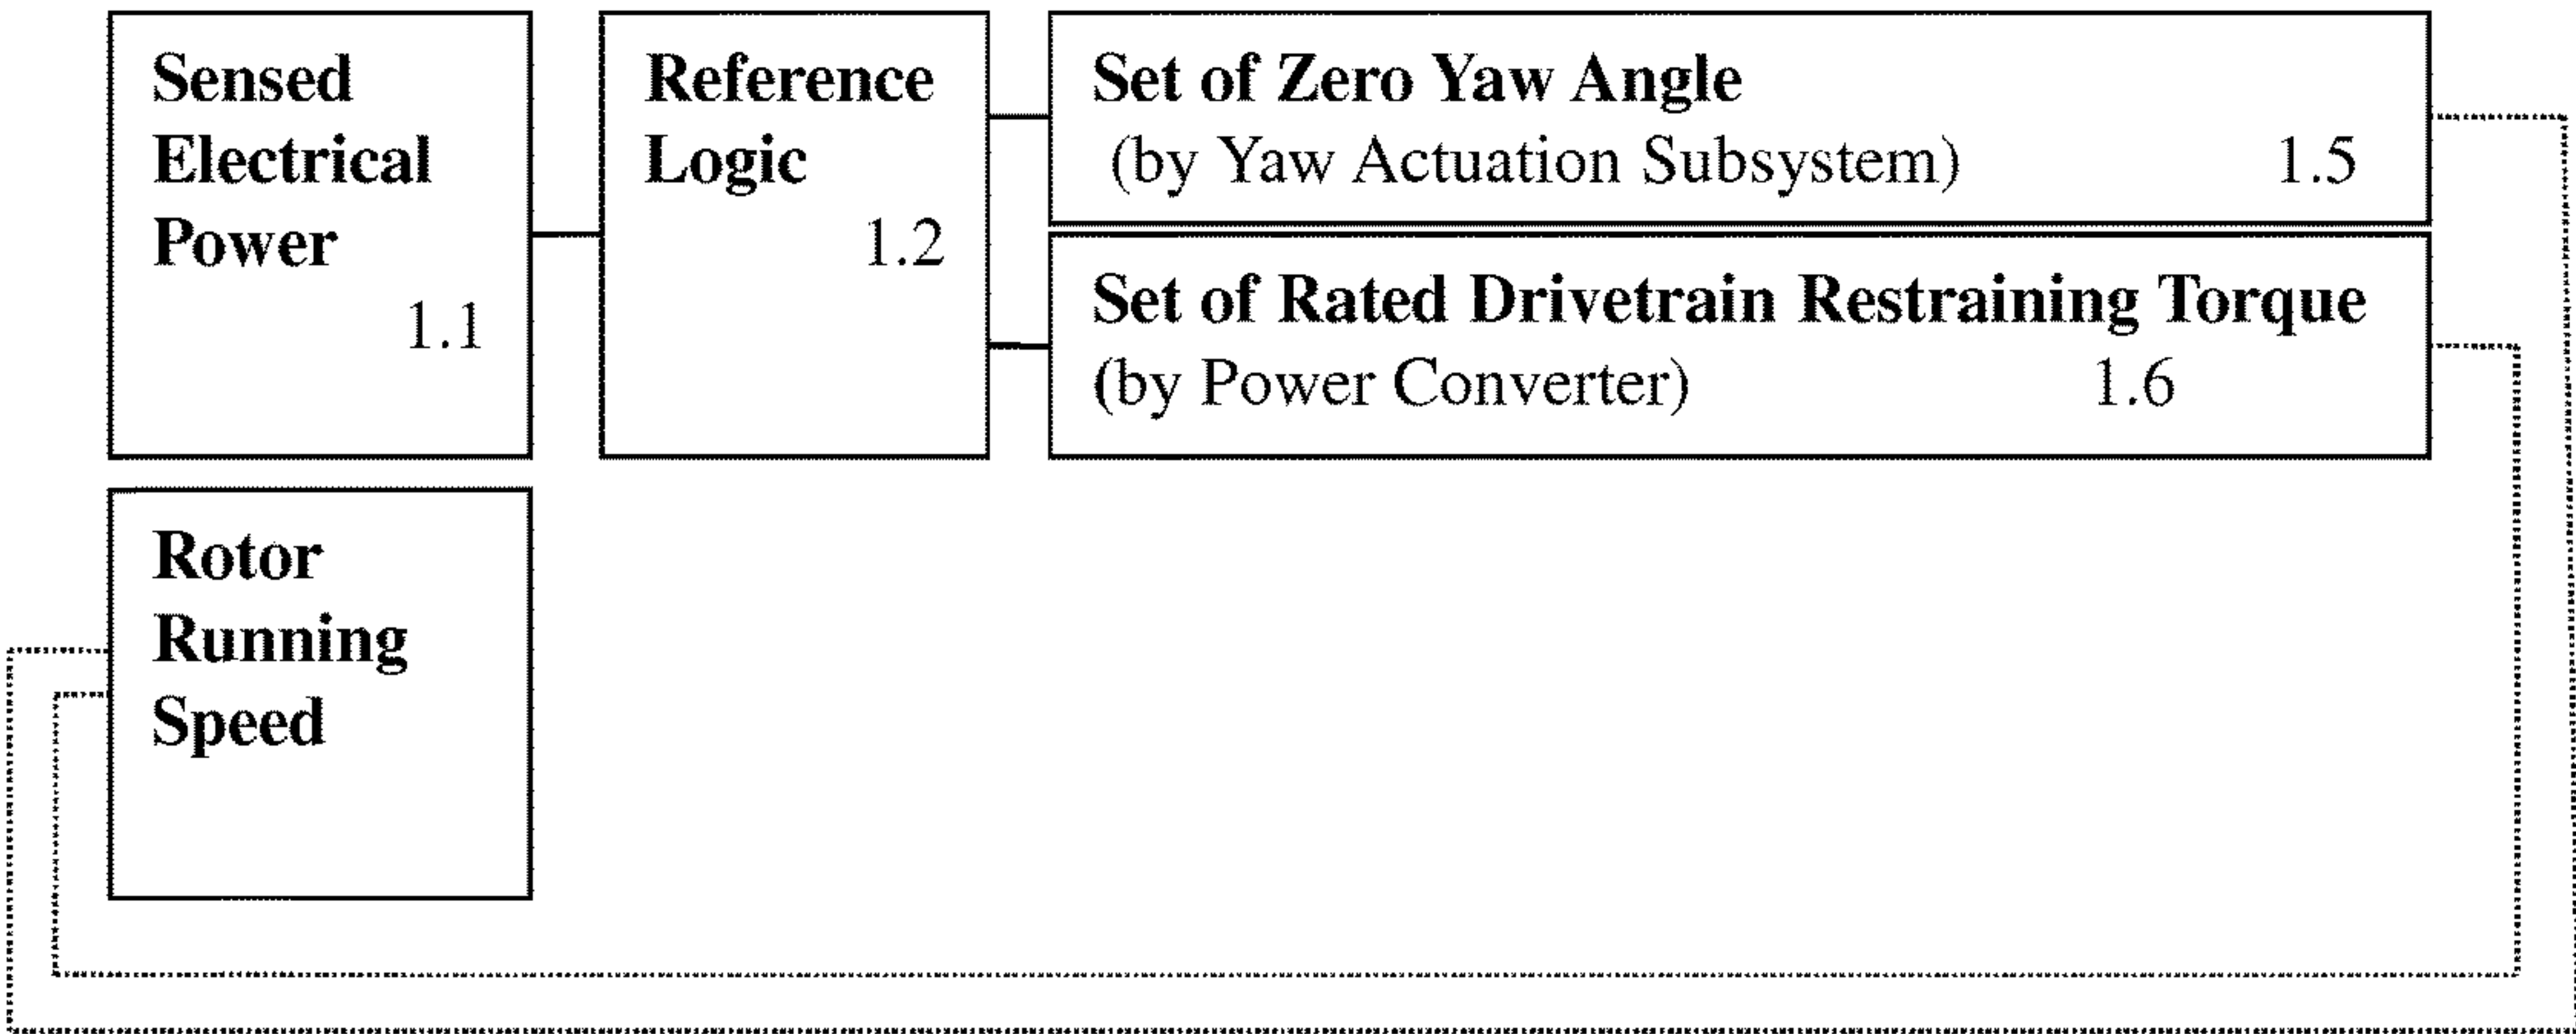 Sensed
Electrical
Power
1.1
Reference
Logic
1.2
Set of Zero Yaw Angle
(by Yaw Actuation Subsystem) 1.5
Set of Rated Drivetrain Restraining Torque
(by Power Converter) 1.6
Rotor
Running
Speed